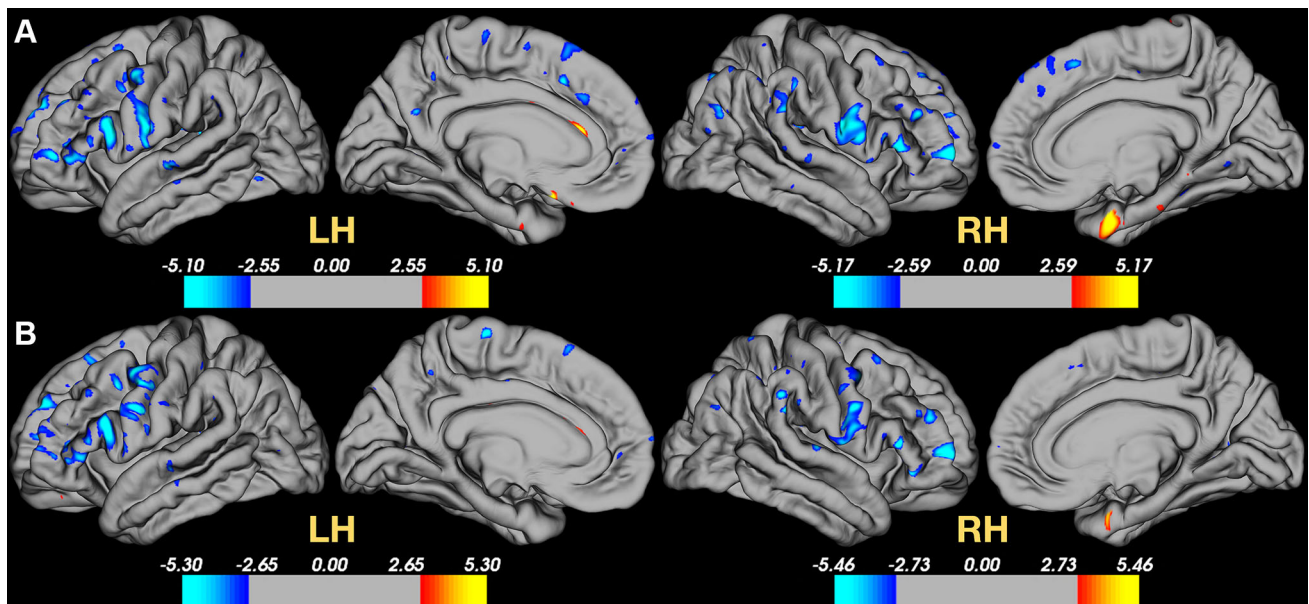 A
LH
RH
-5.10 -2.55 0.00 2.55 5.10
-5.17 -2.59 0.00 2.59 5.17
B
LH
RH
-5.30 -2.65 0.00 2.65 5.30
-5.46 -2.73 0.00 2.73 5.46